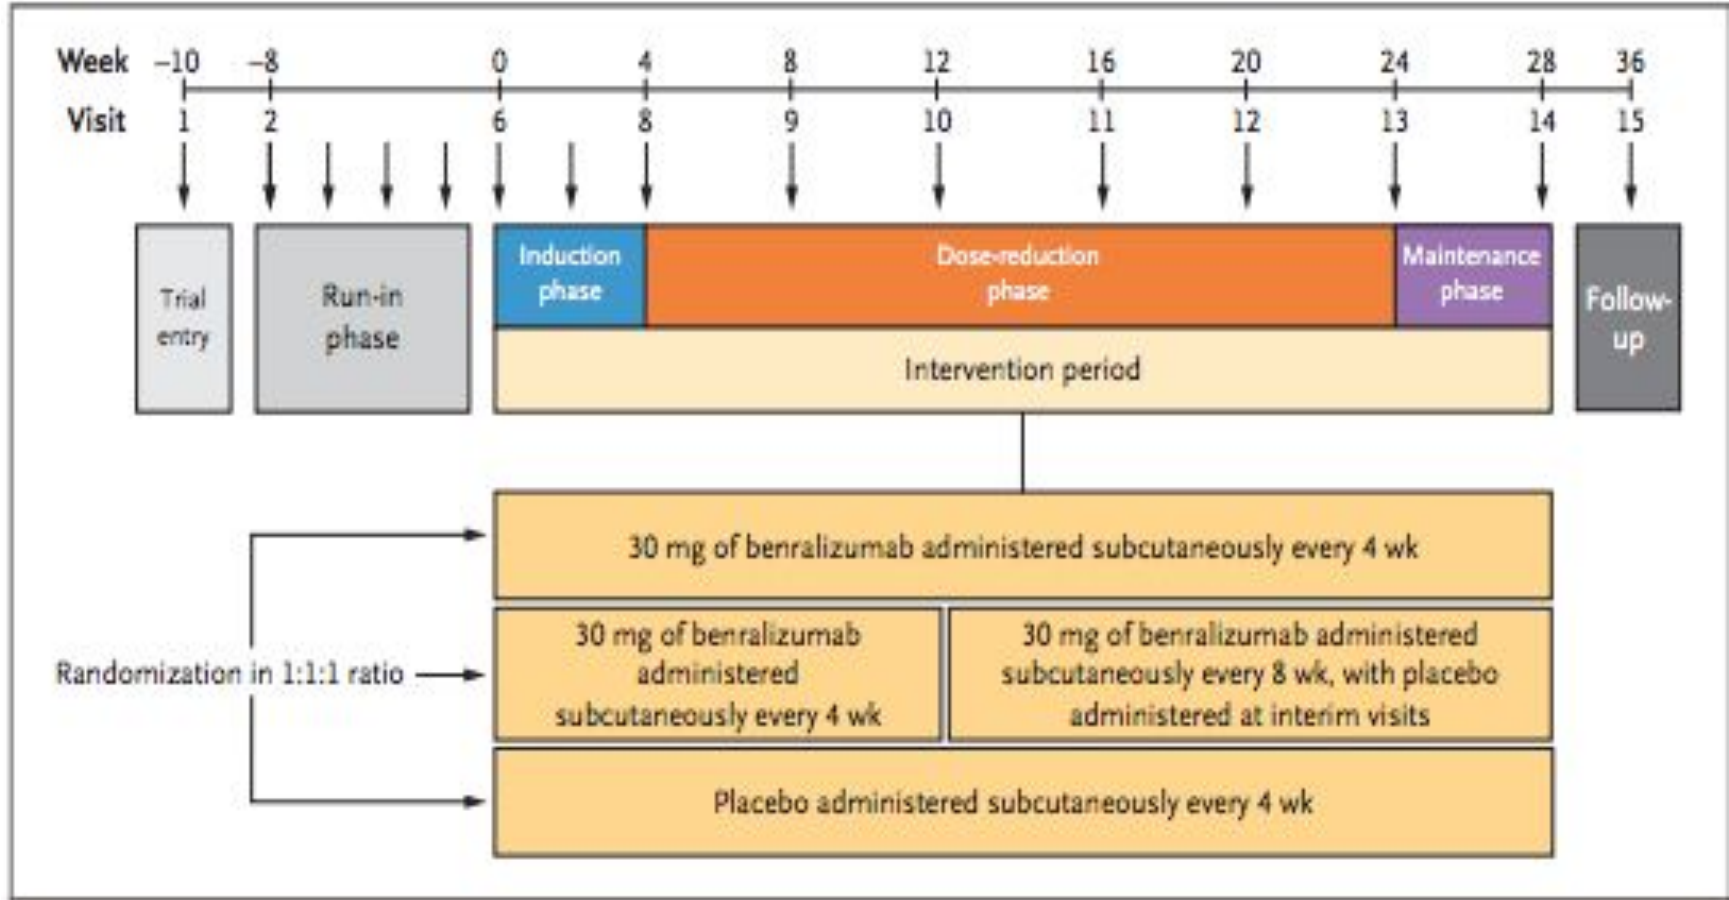 Week −10 −8 0 4 8 12 16 20 24 28 36
Visit 1 2 6 8 9 10 11 12 13 14 15
Trial
entry
Run-in
phase
Induction
phase
Dose-reduction
phase
Maintenance
phase
Follow-
up
Intervention period
30 mg of benralizumab administered subcutaneously every 4 wk
Randomization in 1:1:1 ratio
30 mg of benralizumab
administered
subcutaneously every 4 wk
30 mg of benralizumab administered
subcutaneously every 8 wk, with placebo
administered at interim visits
Placebo administered subcutaneously every 4 wk